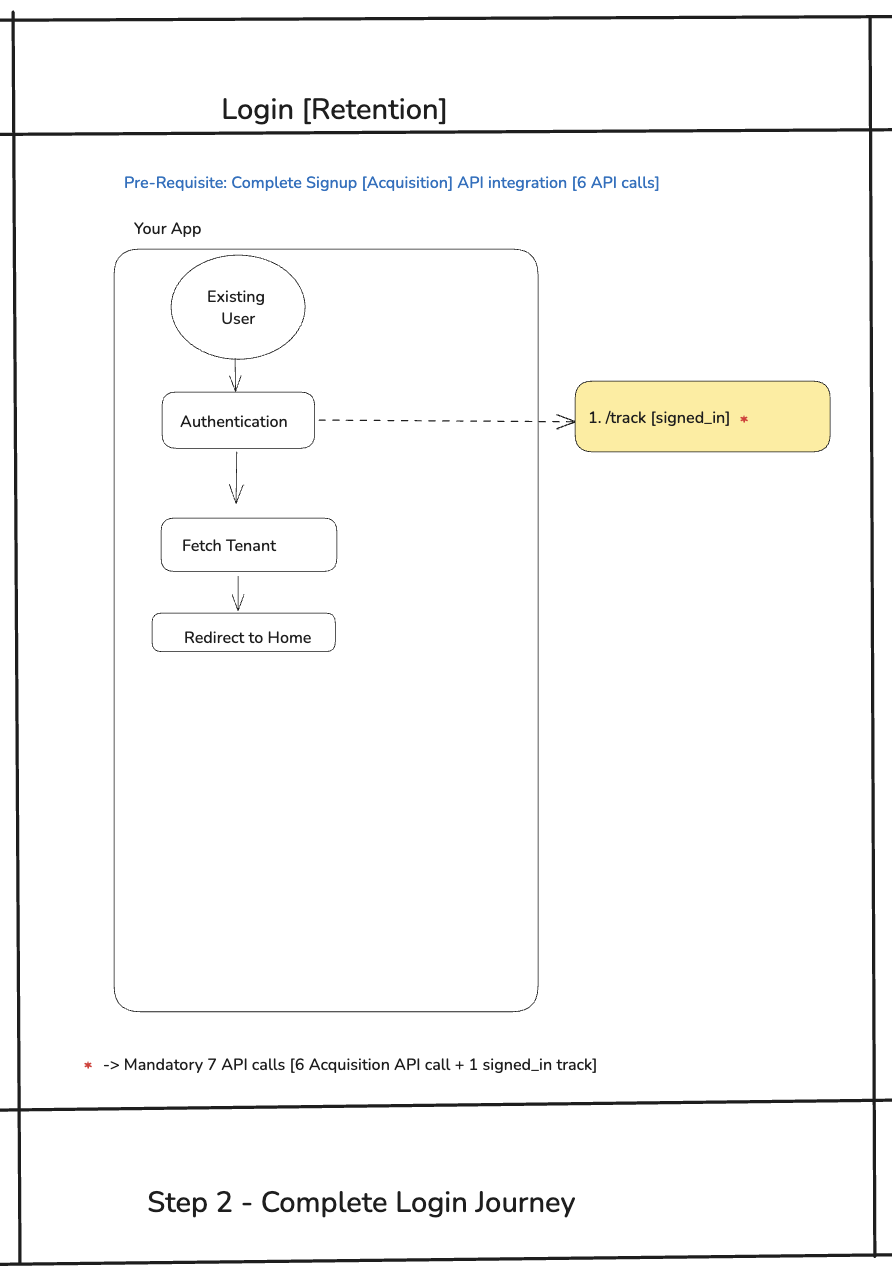 Login [Retention]
Pre-Requisite: Complete Signup [Acquisition] API integration [6 API calls]
Your App
Existing
User
Authentication
1. /track [signed_in] *
Fetch Tenant
Redirect to Home
* -> Mandatory 7 API calls [6 Acquisition API call + 1 signed_in track]
Step 2 - Complete Login Journey